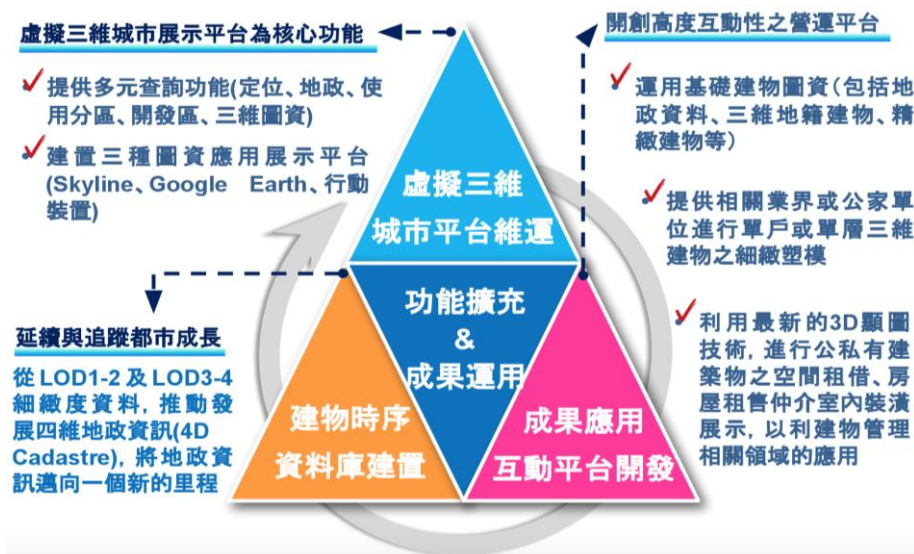 虛擬三維城市展示平台為核心功能
提供多元查詢功能(定位、地政、使
用分區、開發區、三維圖資)
建置三種圖資應用展示平台
(Skyline、Google Earth、行動
裝置)
延續與追蹤都市成長
從LOD1-2及LOD3-4
細緻度資料，推動發
展四維地政資訊(4D
Cadastre)，將地政資
訊邁向一個新的里程
虛擬三維
城市平台維運
功能擴充
&
成果運用
建物時序
資料庫建置
成果應用
互動平台開發
開創高度互動性之營運平台
運用基礎建物圖資（包括地
政資料、三維地籍建物、精
緻建物等）
提供相關業界或公家單
位進行單戶或單層三維
建物之細緻塑模
利用最新的3D顯圖
技術，進行公私有建
築物之空間租借、房
屋租售仲介室內裝潢
展示，以利建物管理
相關領域的應用